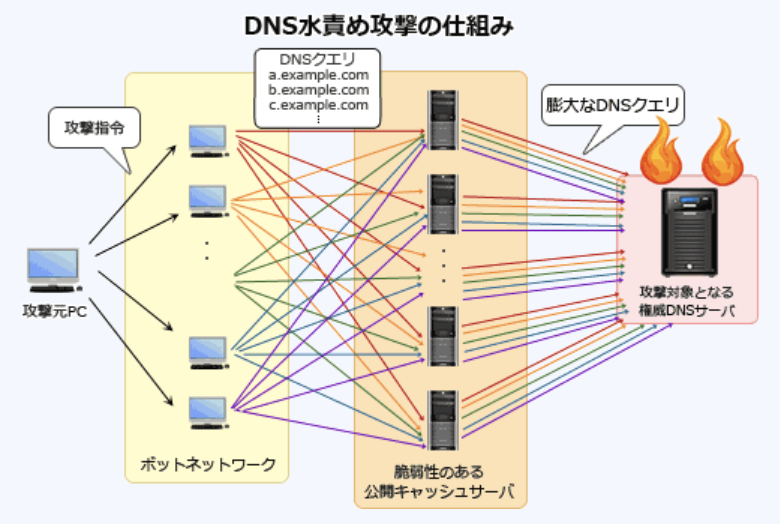 DNS水責め攻撃の仕組み
DNSクエリ
a.example.com
b.example.com
c.example.com
⋮
攻撃指令
膨大なDNSクエリ
攻撃元PC
攻撃対象となる
権威DNSサーバ
ボットネットワーク
脆弱性のある
公開キャッシュサーバ